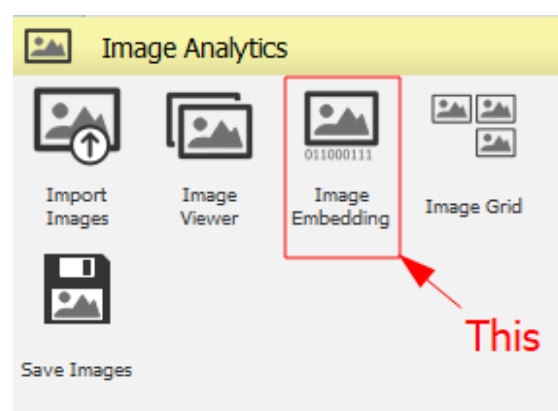 Image Analytics
011000111
Import
Images
Image
Viewer
Image
Embedding
Image Grid
This
Save Images